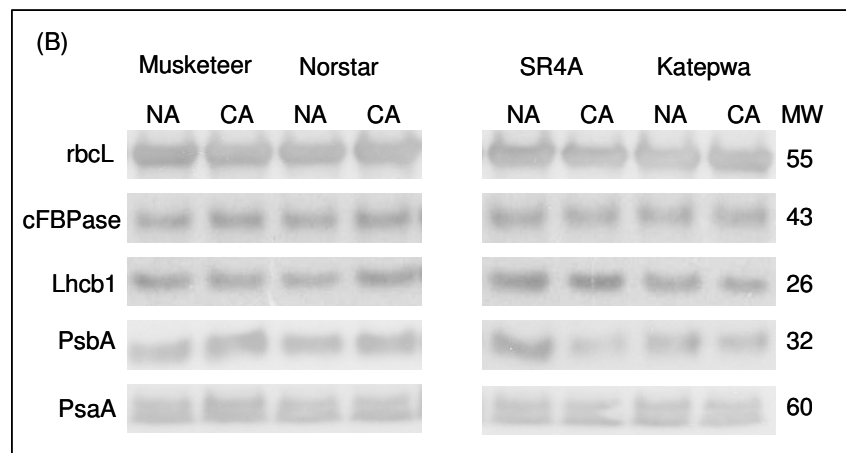 (B)
Musketeer Norstar SR4A Katepwa
NA CA NA CA NA CA NA CA MW
rbcL 55
cFBPase 43
Lhcb1 26
PsbA 32
PsaA 60